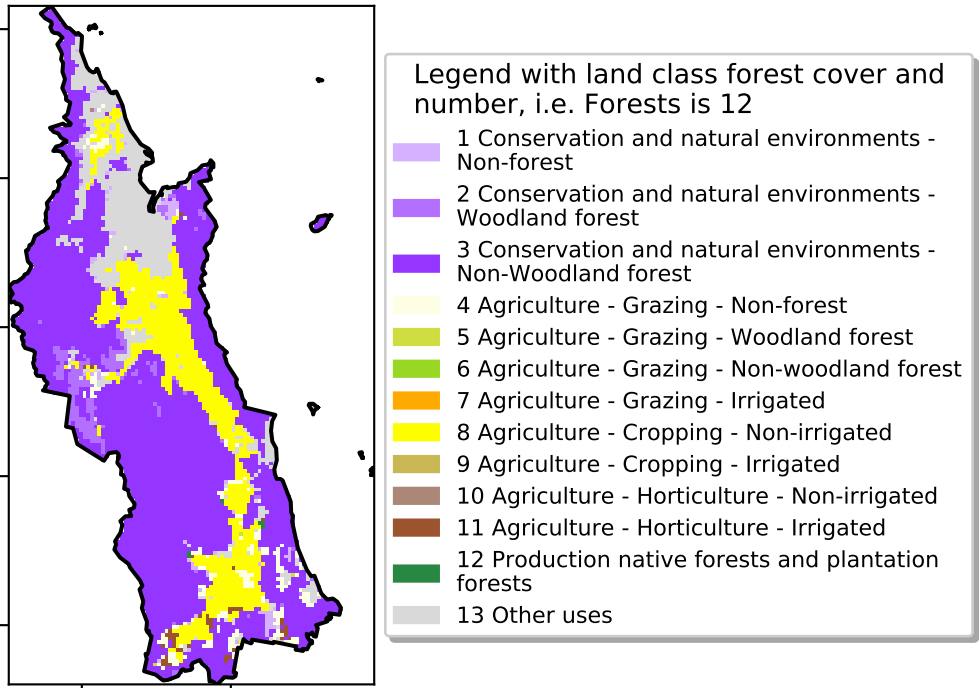 Legend with land class forest cover and
number, i.e. Forests is 12
1 Conservation and natural environments -
Non-forest
2 Conservation and natural environments -
Woodland forest
3 Conservation and natural environments -
Non-Woodland forest
4 Agriculture - Grazing - Non-forest
5 Agriculture - Grazing - Woodland forest
6 Agriculture - Grazing - Non-woodland forest
7 Agriculture - Grazing - Irrigated
8 Agriculture - Cropping - Non-irrigated
9 Agriculture - Cropping - Irrigated
10 Agriculture - Horticulture - Non-irrigated
11 Agriculture - Horticulture - Irrigated
12 Production native forests and plantation
forests
13 Other uses